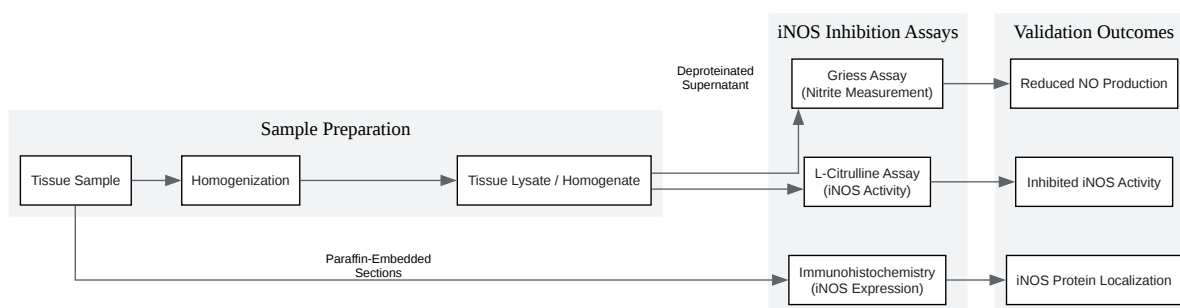 iNOS Inhibition Assays
Validation Outcomes
Deproteinated
Supernatant
Griess Assay
(Nitrite Measurement)
Reduced NO Production
Sample Preparation
Tissue Sample
Homogenization
Tissue Lysate / Homogenate
L-Citrulline Assay
(iNOS Activity)
Inhibited iNOS Activity
Paraffin-Embedded
Sections
Immunohistochemistry
(iNOS Expression)
iNOS Protein Localization